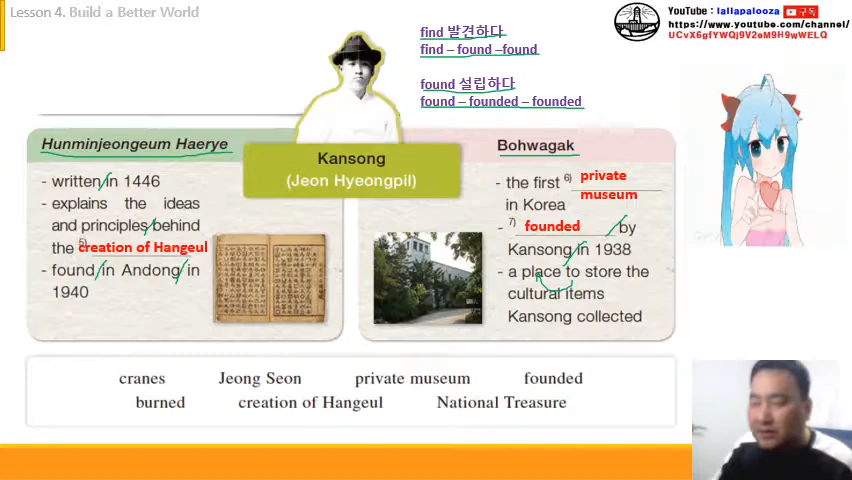 Lesson 4. Build a Better World
YouTube : lallapalooza 구독
https://www.youtube.com/channel/
UCvX6gfYWQj9V2eM9H9wWELQ
find 발견하다
find – found –found
found 설립하다
found – founded – founded
Hunminjeongeum Haerye
- written in 1446
- explains the ideas
and principles behind
the 5) creation of Hangeul
- found in Andong in
1940
Kansong
(Jeon Hyeongpil)
Bohwagak
- the first 6) private
museum
in Korea
- 7) founded by
Kansong in 1938
- a place to store the
cultural items
Kansong collected
cranes Jeong Seon private museum founded
burned creation of Hangeul National Treasure